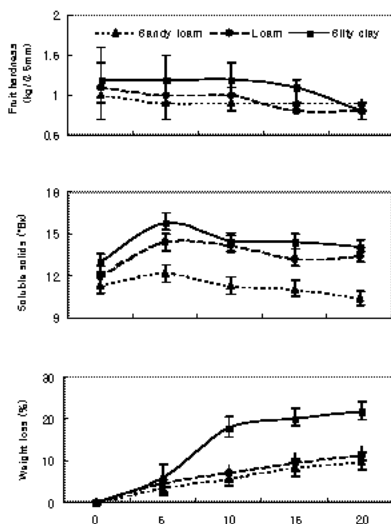 Sandy loam Loam Silty clay
Fruit hardness
(kg/2.5mm)
2
1.5
1
0.5
Soluble solids (°Bx)
18
15
12
9
Weight loss (%)
30
20
10
0
0 5 10 15 20